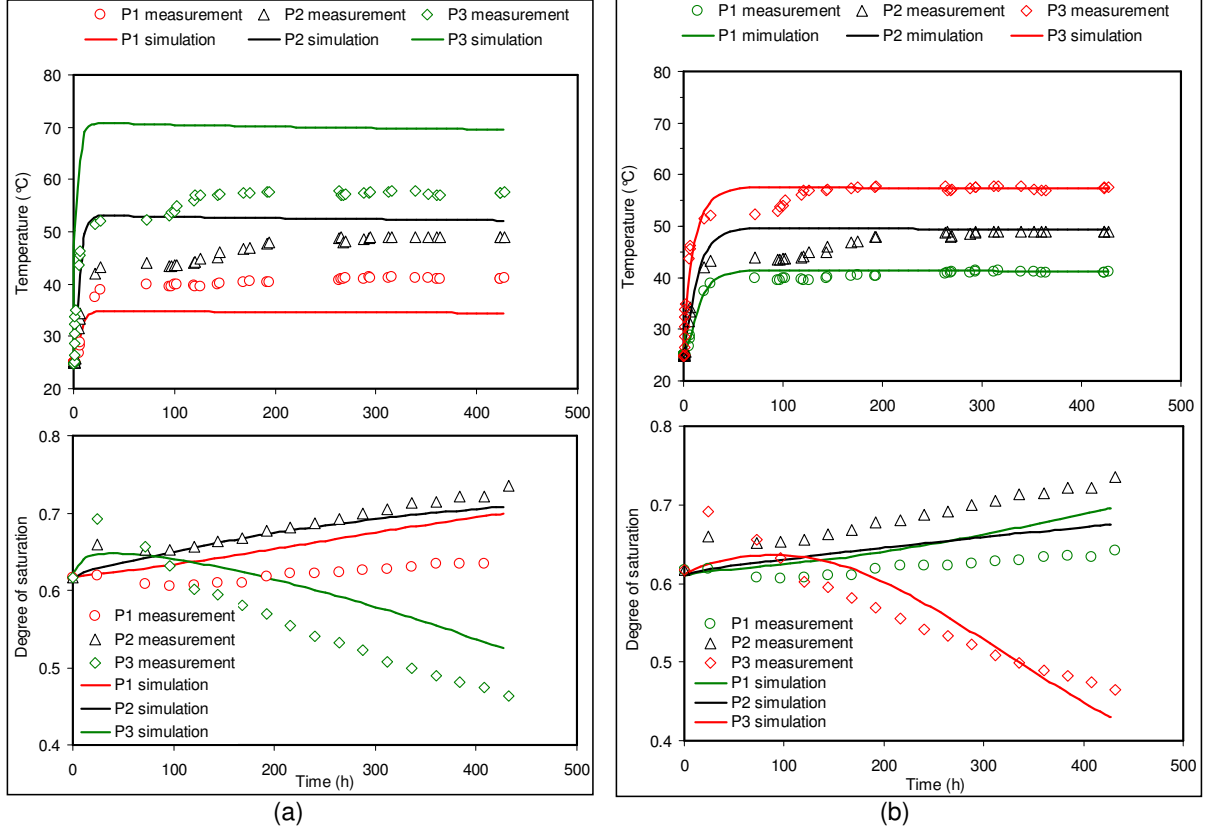 P1 measurement P2 measurement P3 measurement
P1 simulation P2 simulation P3 simulation
80
70
60
50
40
30
20
Temperature (°C)
0 100 200 300 400 500
0.8
0.7
0.6
0.5
0.4
Degree of saturation
P1 measurement
P2 measurement
P3 measurement
P1 simulation
P2 simulation
P3 simulation
0 100 200 300 400 500
Time (h)
(a)
P1 measurement P2 measurement P3 measurement
P1 mimulation P2 mimulation P3 simulation
80
70
60
50
40
30
20
Temperature (°C)
0 100 200 300 400 500
0.8
0.7
0.6
0.5
0.4
Degree of saturation
P1 measurement
P2 measurement
P3 measurement
P1 simulation
P2 simulation
P3 simulation
0 100 200 300 400 500
Time (h)
(b)